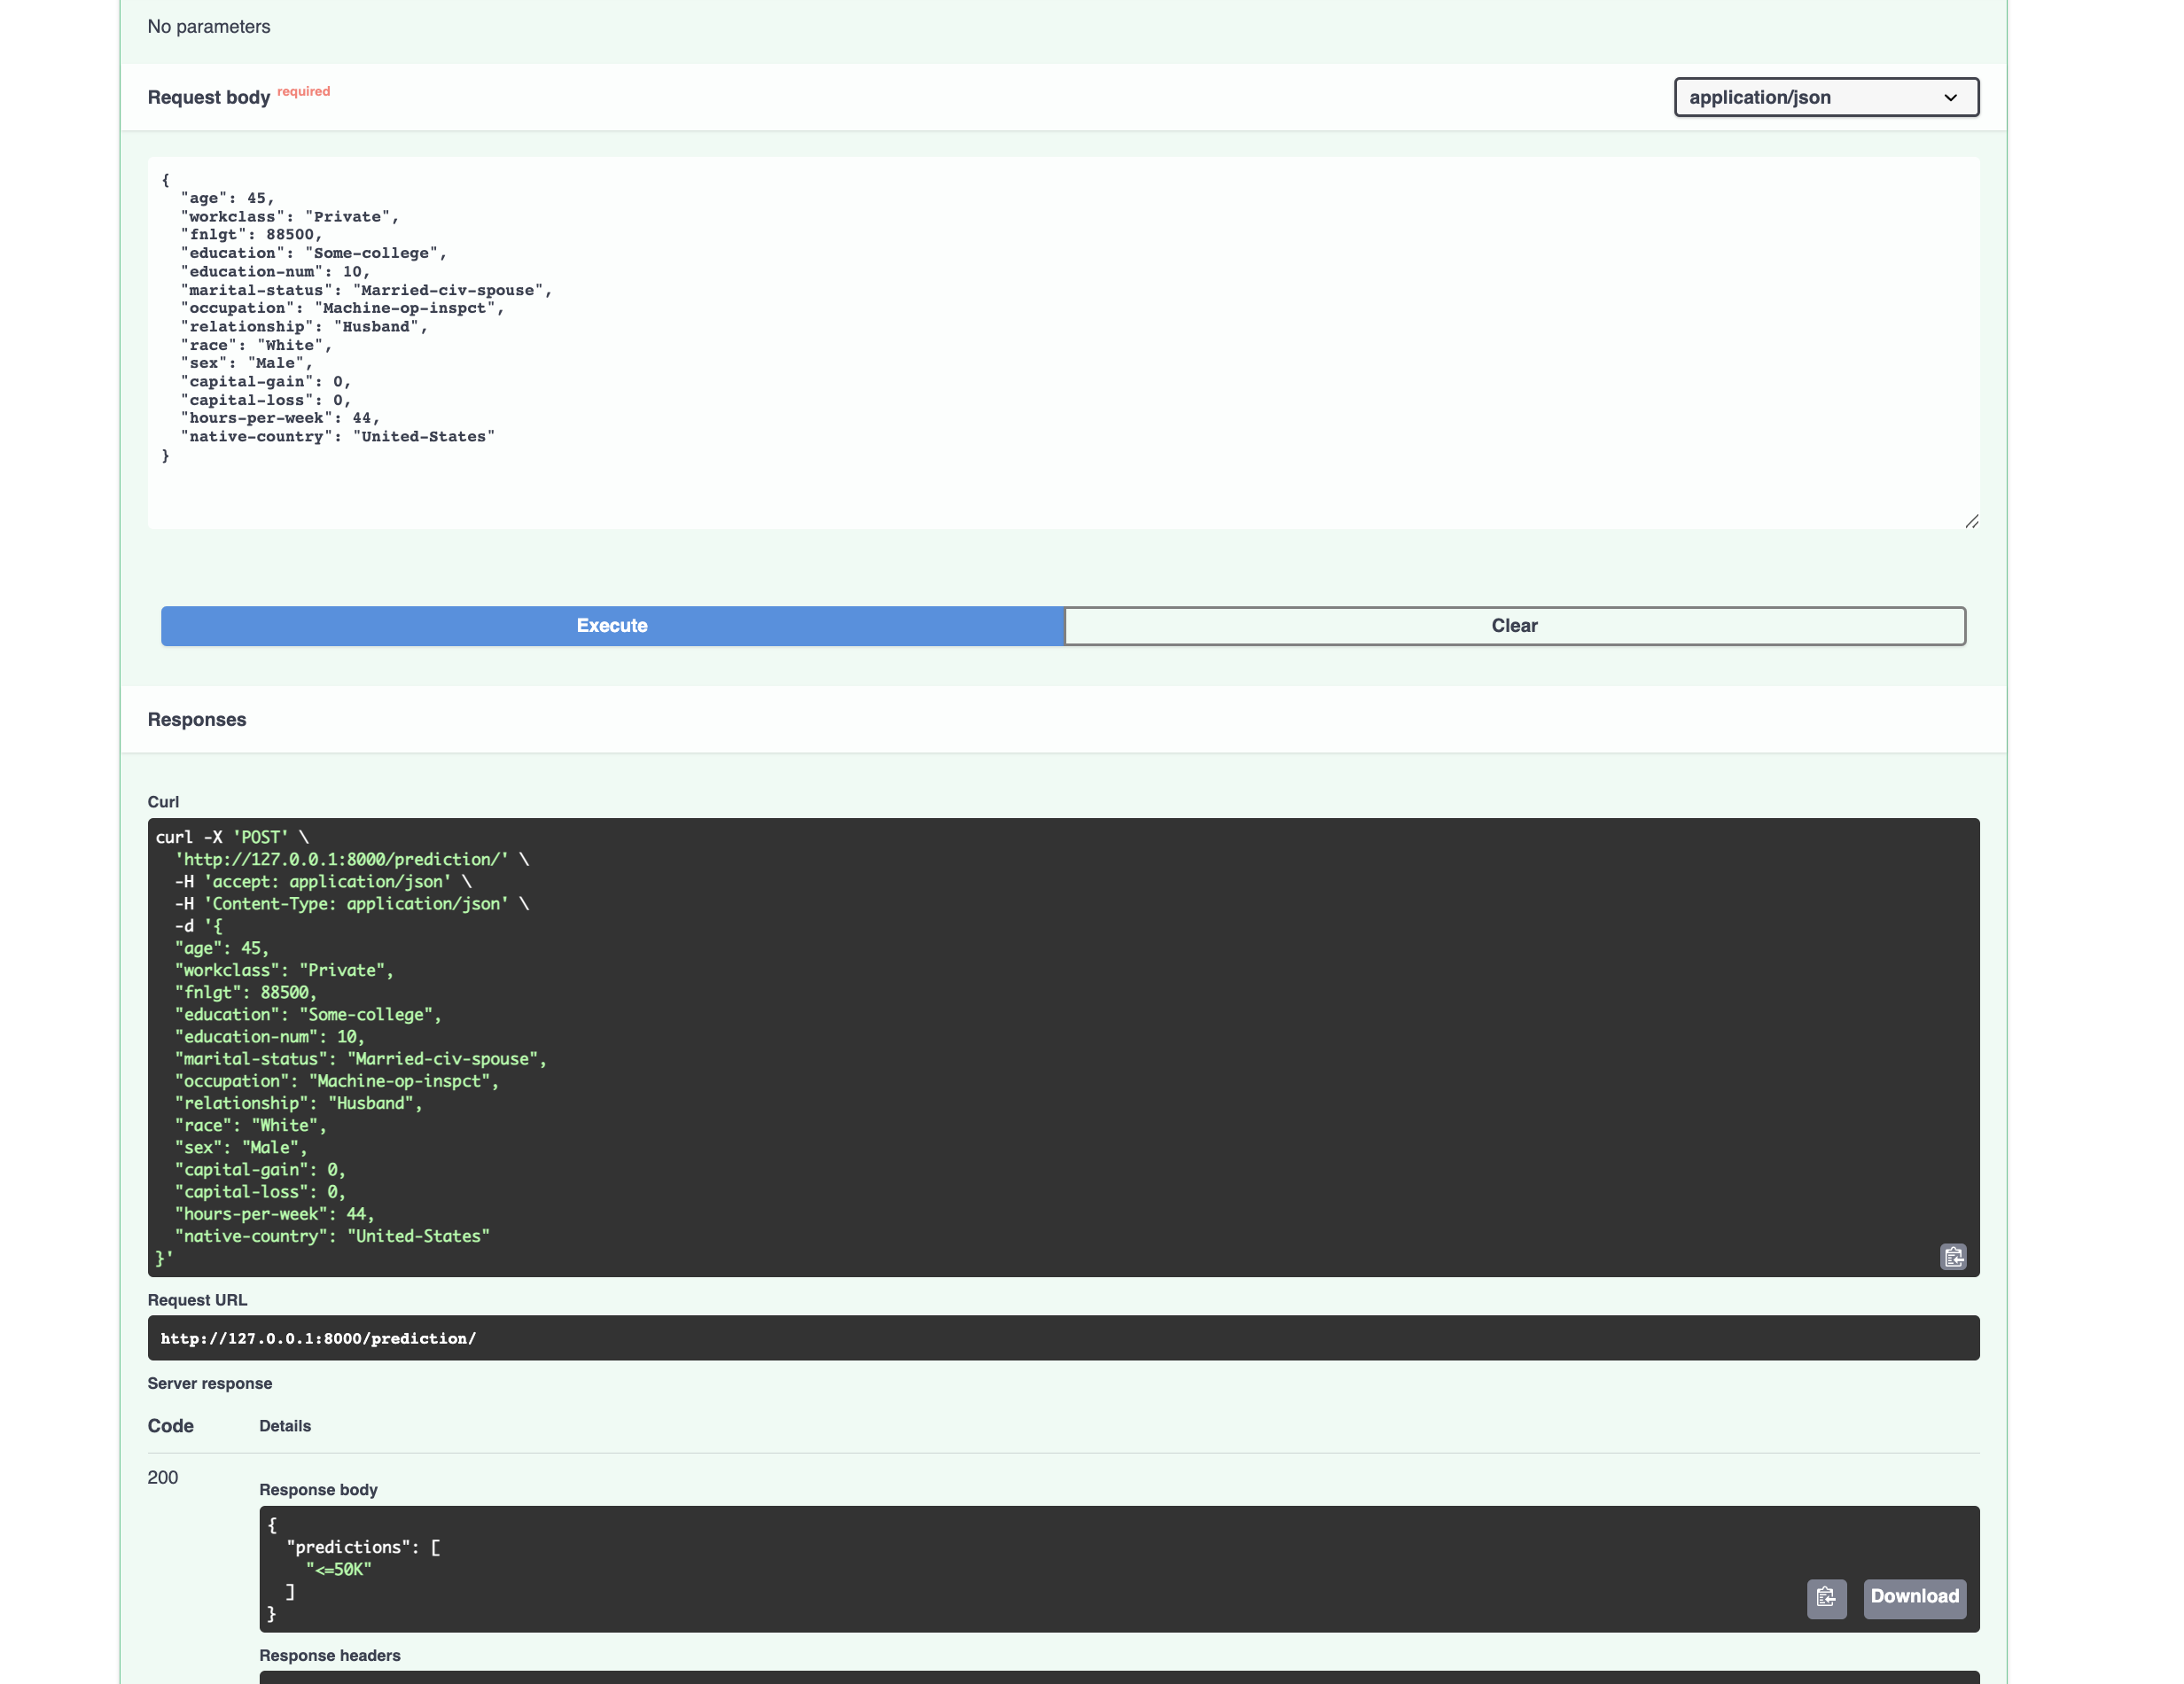 No parameters
Request body required
application/json
{
  "age": 45,
  "workclass": "Private",
  "fnlgt": 88500,
  "education": "Some-college",
  "education-num": 10,
  "marital-status": "Married-civ-spouse",
  "occupation": "Machine-op-inspct",
  "relationship": "Husband",
  "race": "White",
  "sex": "Male",
  "capital-gain": 0,
  "capital-loss": 0,
  "hours-per-week": 44,
  "native-country": "United-States"
}
Execute
Clear
Responses
Curl
curl -X 'POST' \
  'http://127.0.0.1:8000/prediction/' \
  -H 'accept: application/json' \
  -H 'Content-Type: application/json' \
  -d '{
  "age": 45,
  "workclass": "Private",
  "fnlgt": 88500,
  "education": "Some-college",
  "education-num": 10,
  "marital-status": "Married-civ-spouse",
  "occupation": "Machine-op-inspct",
  "relationship": "Husband",
  "race": "White",
  "sex": "Male",
  "capital-gain": 0,
  "capital-loss": 0,
  "hours-per-week": 44,
  "native-country": "United-States"
}'
Request URL
http://127.0.0.1:8000/prediction/
Server response
Code
Details
200
Response body
{
  "predictions": [
    "<=50K"
  ]
}
Download
Response headers